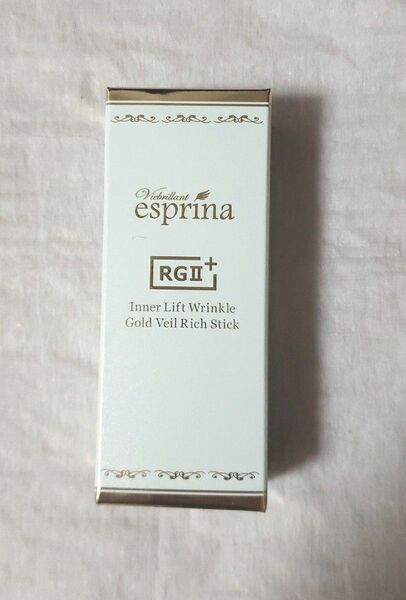 Viebrillant
esprina
RGII+
Inner Lift Wrinkle
Gold Veil Rich Stick